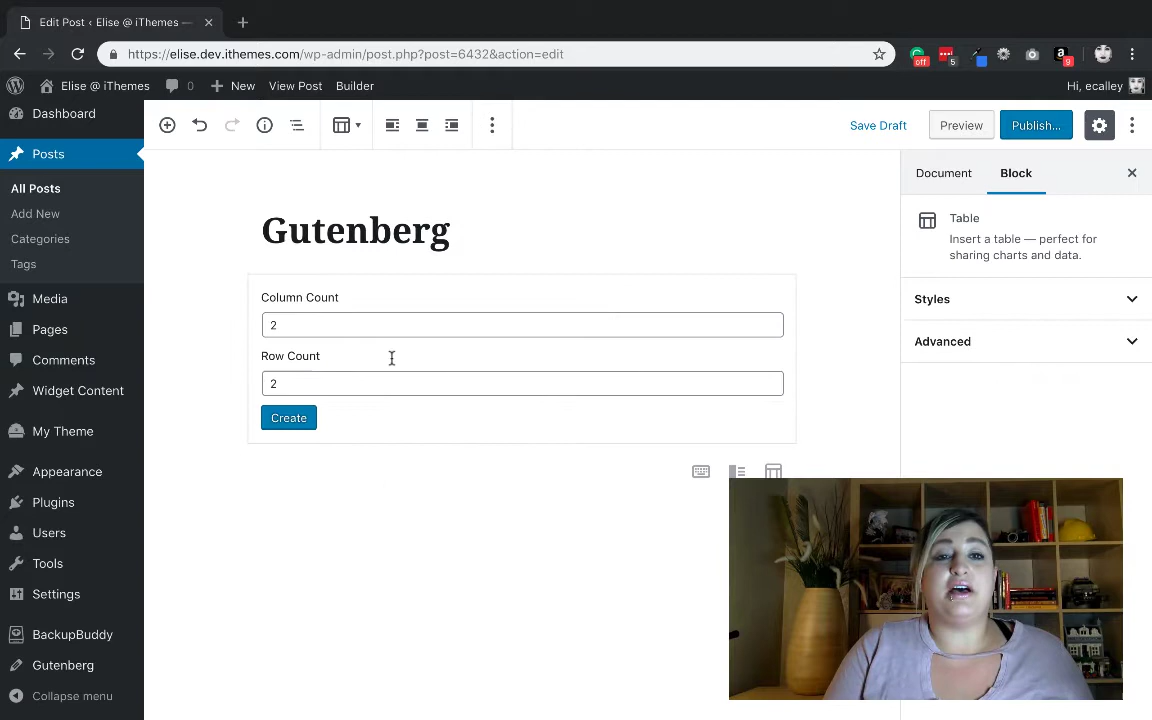 Edit Post ‹ Elise @ iThemes —
https://elise.dev.ithemes.com/wp-admin/post.php?post=6432&action=edit
off
5
9
Elise @ iThemes
0
New
View Post
Builder
Hi, ecalley
Dashboard
Posts
All Posts
Add New
Categories
Tags
Media
Pages
Comments
Widget Content
My Theme
Appearance
Plugins
Users
Tools
Settings
BackupBuddy
Gutenberg
Collapse menu
Save Draft
Preview
Publish...
Gutenberg
Column Count
2
Row Count
2
Create
Document
Block
Table
Insert a table — perfect for
sharing charts and data.
Styles
Advanced